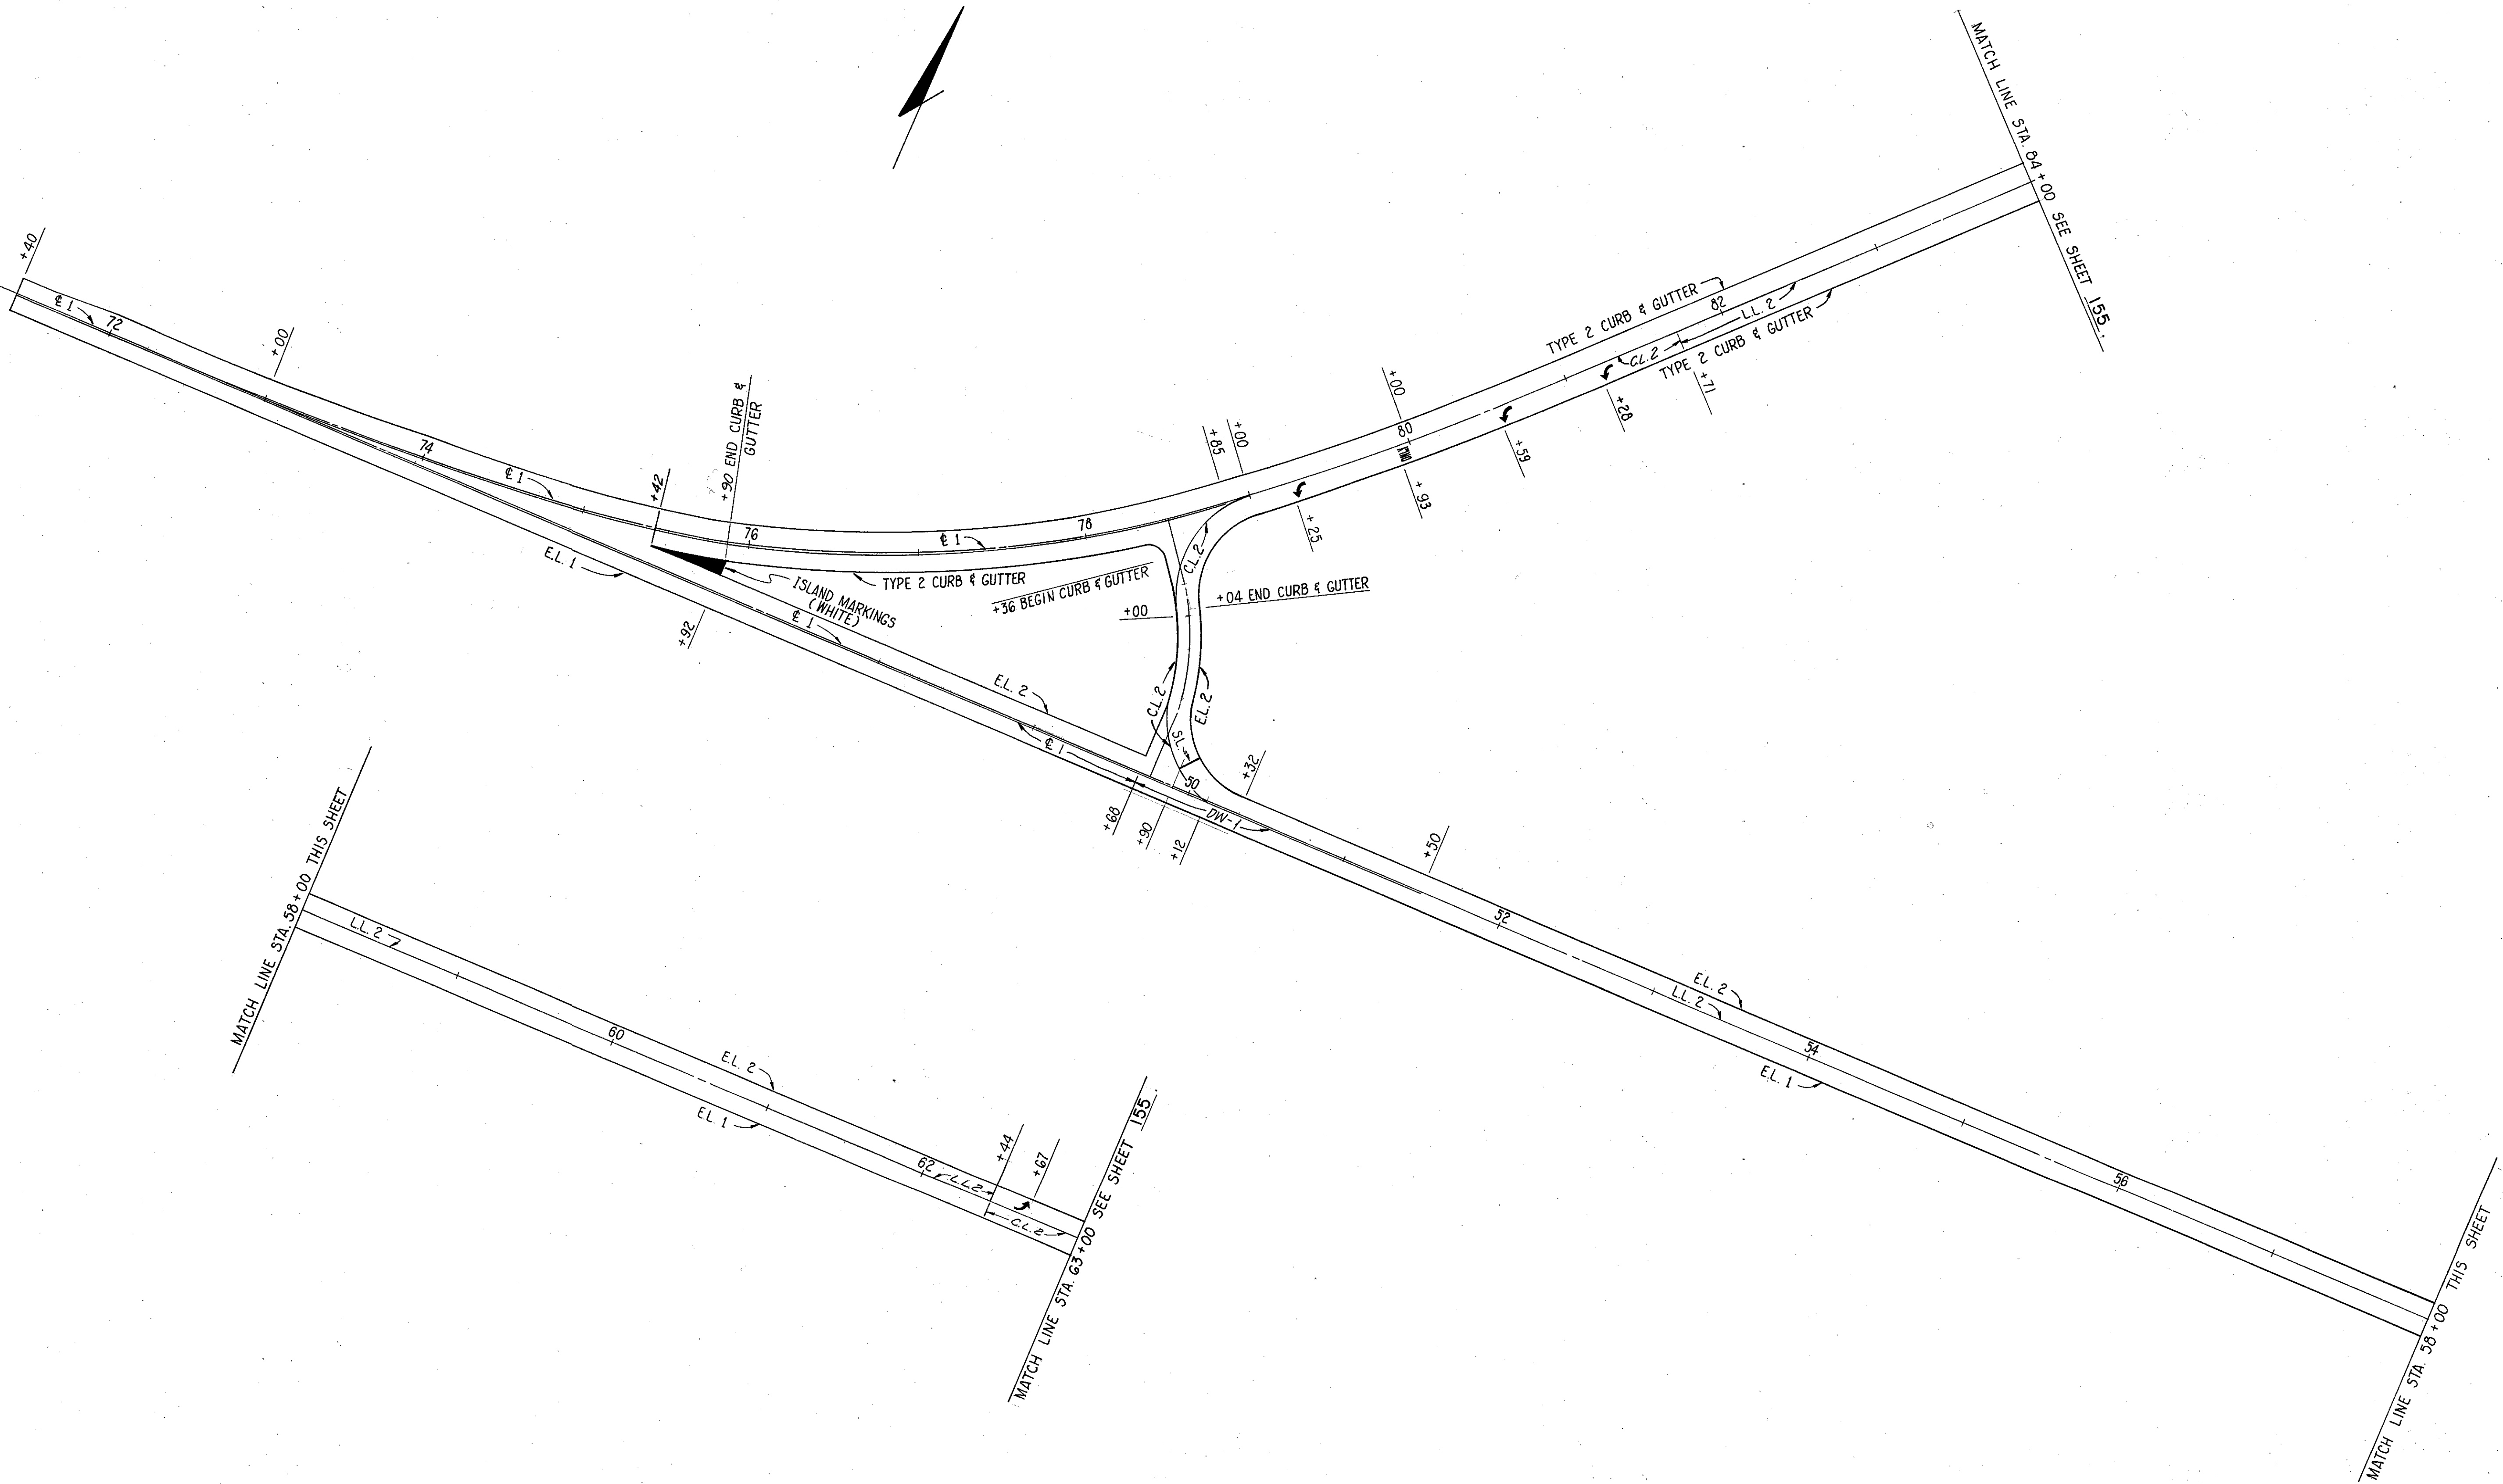 MATCH LINE STA. 84+00 SEE SHEET 155.
+40
℄ 1
72
+00
74
℄ 1
+42
+90 END CURB &
GUTTER
76
℄ 1
78
+85
+00
+00
80
ONLY
+93
+25
+59
+28
+71
TYPE 2 CURB & GUTTER
82
L.L. 2
C.L.2
TYPE 2 CURB & GUTTER
E.L. 1
TYPE 2 CURB & GUTTER
ISLAND MARKINGS
(WHITE)
+36 BEGIN CURB & GUTTER
+00
C.L.2
+04 END CURB & GUTTER
+92
℄ 1
E.L. 2
C.L.2
E.L.2
S.L.
℄ 1
50
+32
DW-1
+68
+90
+12
+50
52
E.L. 2
L.L. 2
54
E.L. 1
56
MATCH LINE STA. 58+00 THIS SHEET
MATCH LINE STA. 58+00 THIS SHEET
L.L. 2
60
E.L. 2
E.L. 1
62
L.L.2
+44
+67
C.L.2
MATCH LINE STA. 63+00 SEE SHEET 155.